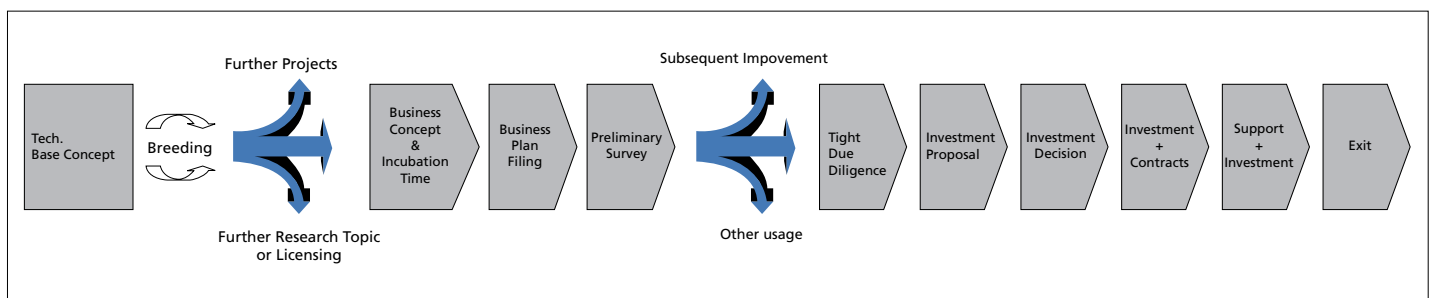 Tech.
Base Concept
Breeding
Further Projects
Further Research Topic
or Licensing
Business
Concept
&
Incubation
Time
Business
Plan
Filing
Preliminary
Survey
Subsequent Impovement
Other usage
Tight
Due
Diligence
Investment
Proposal
Investment
Decision
Investment
+
Contracts
Support
+
Investment
Exit